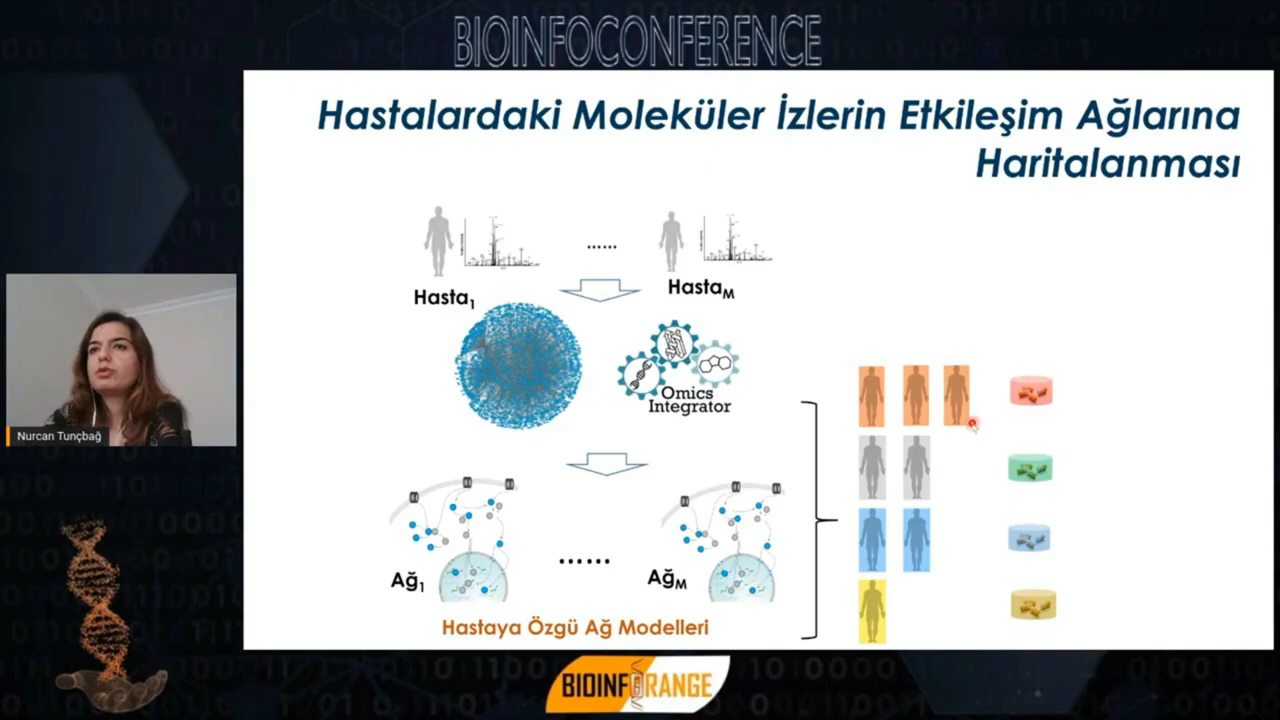 BIOINFOCONFERENCE
Hastalardaki Moleküler İzlerin Etkileşim Ağlarına
Haritalanması
......
Hasta1
HastaM
Omics
Integrator
Nurcan Tunçbağ
......
Ağ1
AğM
Hastaya Özgü Ağ Modelleri
BIOINFORANGE